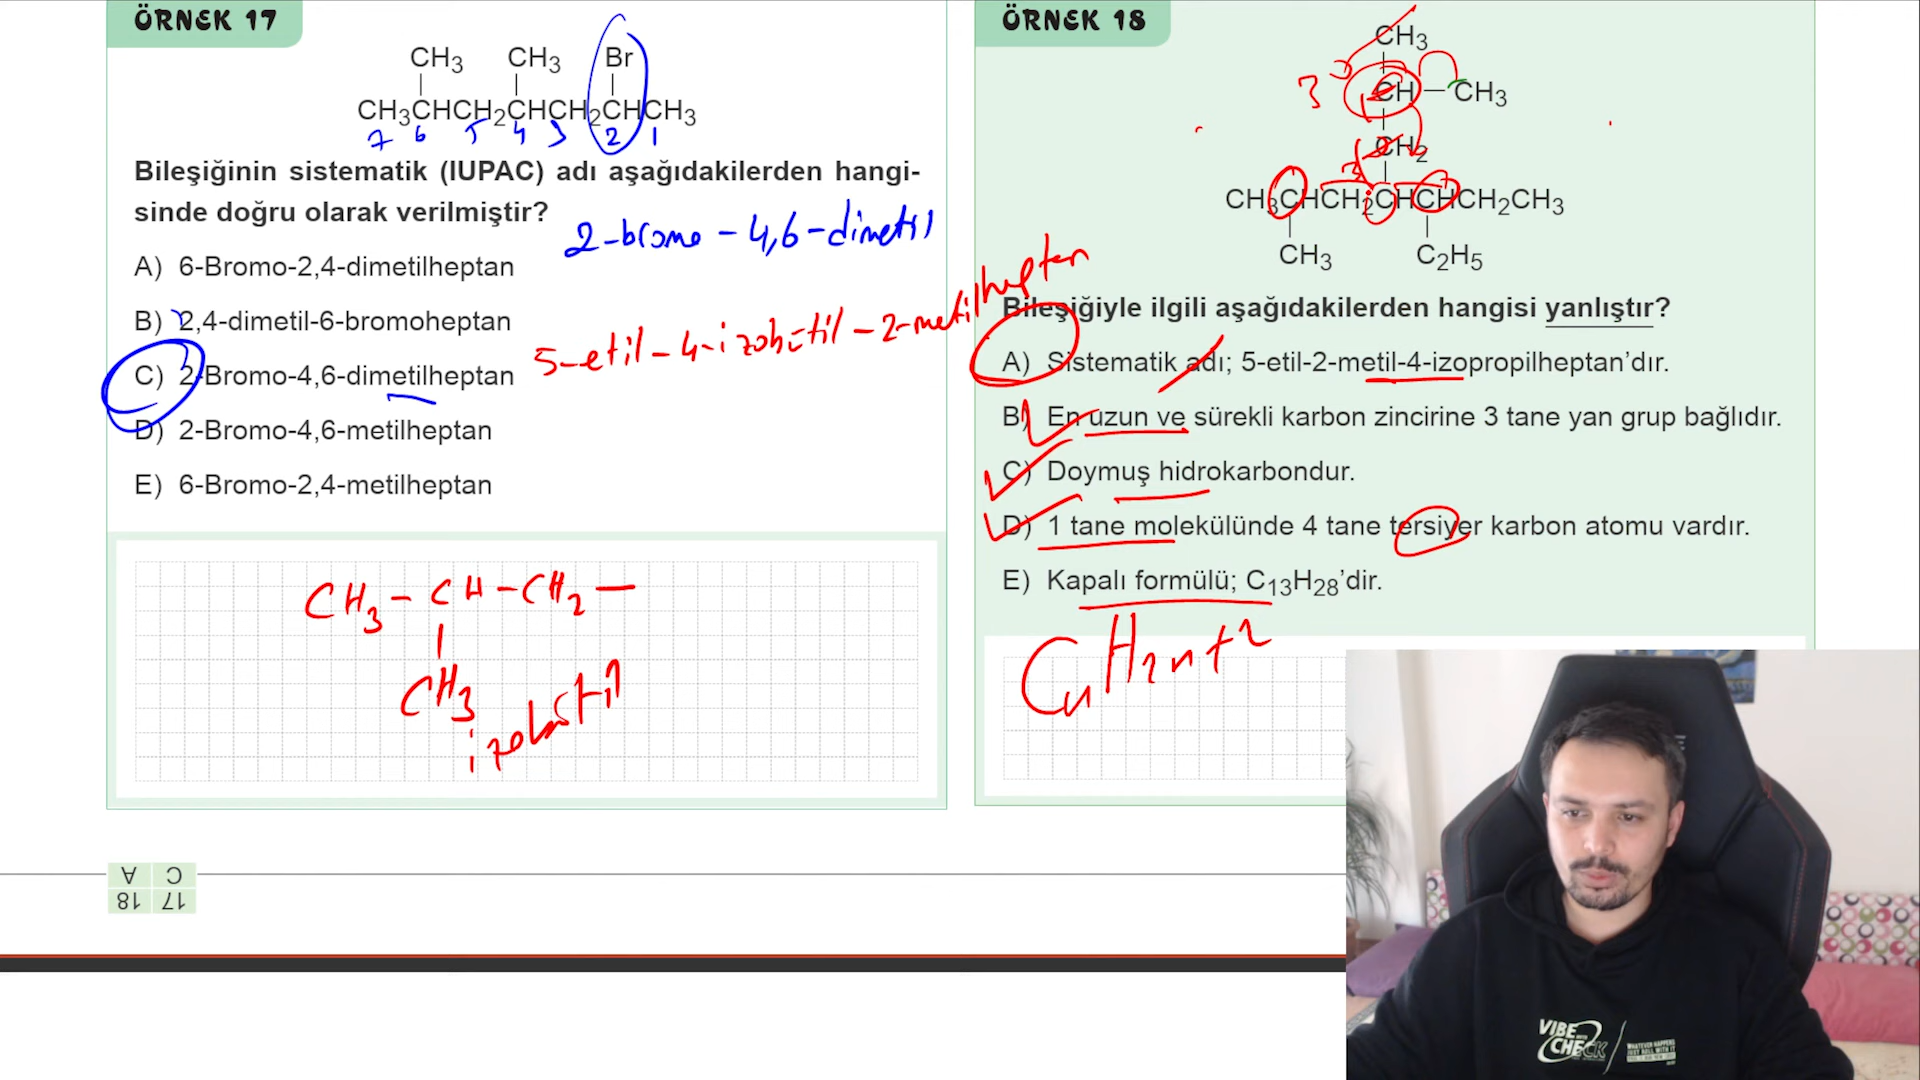 ÖRNEK 17
CH3 CH3 Br
CH3CHCH2CHCH2CHCH3
7 6 5 4 3 2 1
Bileşiğinin sistematik (IUPAC) adı aşağıdakilerden hangi-
sinde doğru olarak verilmiştir?
2-bromo-4,6-dimetil
A) 6-Bromo-2,4-dimetilheptan
B) 2,4-dimetil-6-bromoheptan
5-etil-4-izobütil-2-metilheptan
C) 2-Bromo-4,6-dimetilheptan
D) 2-Bromo-4,6-metilheptan
E) 6-Bromo-2,4-metilheptan
CH3-CH-CH2-
CH3
izobütil
C A
17 18
ÖRNEK 18
CH3
3 CH-CH3
CH2
CH3CHCH2CHCHCH2CH3
CH3 C2H5
Bileşiğiyle ilgili aşağıdakilerden hangisi yanlıştır?
A) Sistematik adı; 5-etil-2-metil-4-izopropilheptan’dır.
B) En uzun ve sürekli karbon zincirine 3 tane yan grup bağlıdır.
C) Doymuş hidrokarbondur.
D) 1 tane molekülünde 4 tane tersiyer karbon atomu vardır.
E) Kapalı formülü; C13H28’dir.
CnH2n+2
VIBE
CHECK